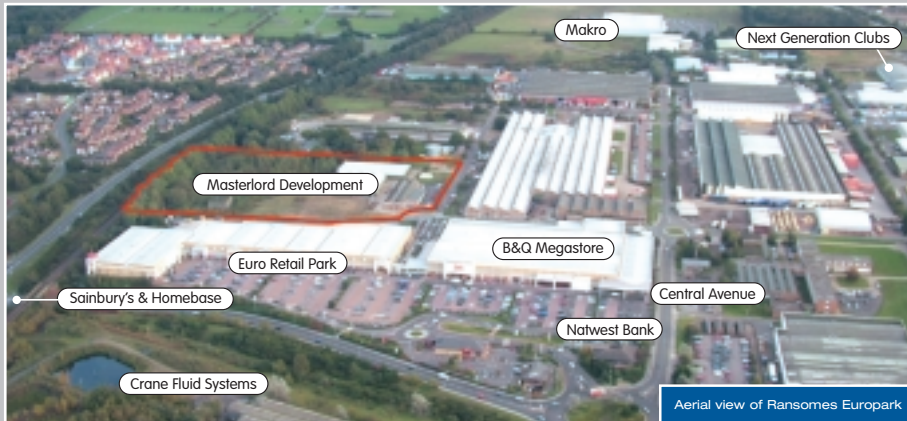 Makro
Next Generation Clubs
Masterlord Development
B&Q Megastore
Euro Retail Park
Sainbury's & Homebase
Central Avenue
Natwest Bank
Crane Fluid Systems
Aerial view of Ransomes Europark